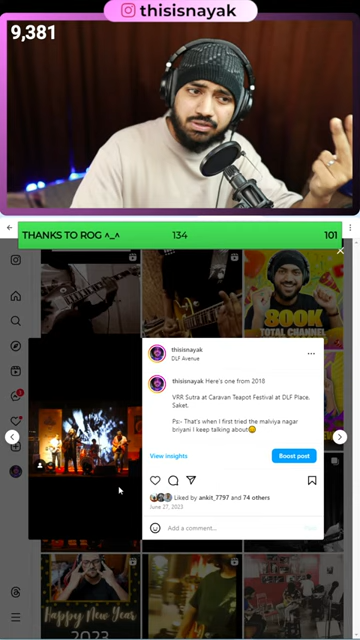 thisisnayak
9,381
THANKS TO ROG ^_^ 134 101
800K
TOTAL CHANNEL
thisisnayak
DLF Avenue
thisisnayak Here's one from 2018
VRR Sutra at Caravan Teapot Festival at DLF Place,
Saket.
Ps:- That's when I first tried the malviya nagar
briyani I keep talking about
View insights
Boost post
Liked by ankit_7797 and 74 others
June 27, 2023
Add a comment...
Happy New Year
2023